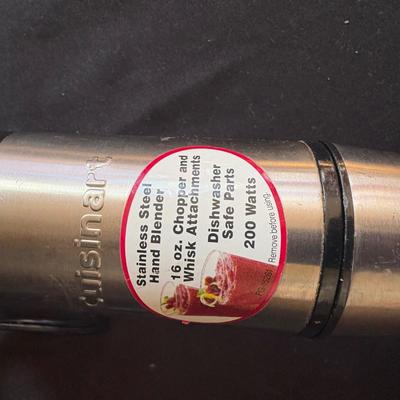 Cuisinart
Stainless Steel
Hand Blender
16 oz. Chopper and
Whisk Attachments
Dishwasher
Safe Parts
200 Watts
Remove before using.